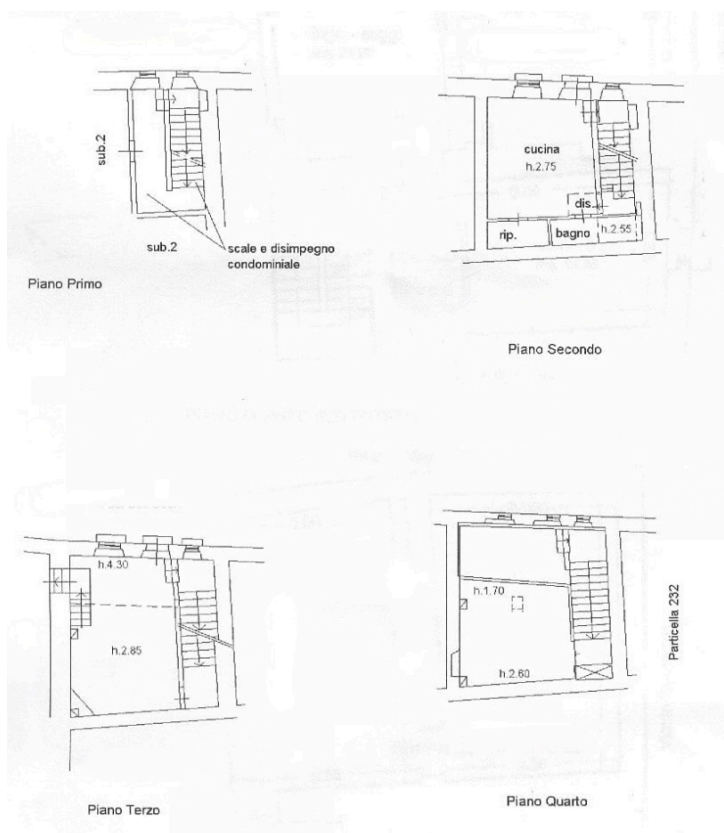 sub.2
sub.2
scale e disimpegno
condominiale
Piano Primo
cucina
h.2.75
dis.
rip.
bagno
h.2.55
Piano Secondo
h.4.30
h.2.85
Piano Terzo
h.1.70
h.2.60
Particella 232
Piano Quarto